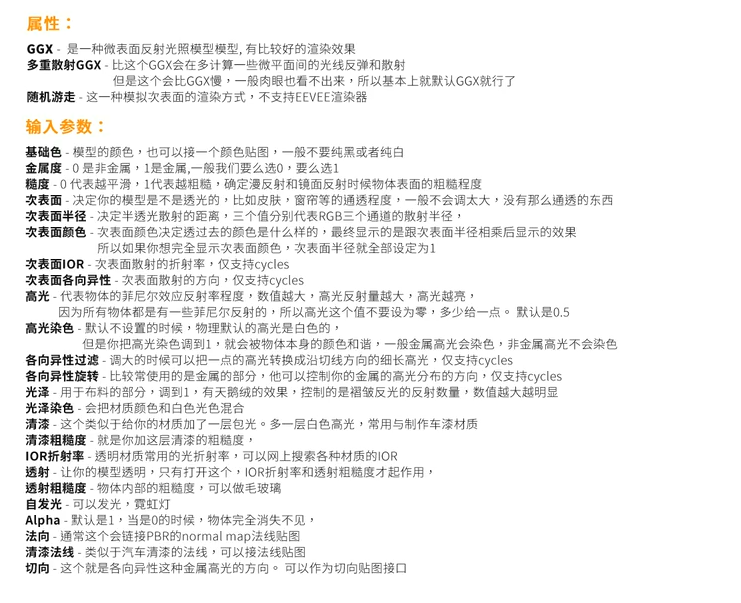 属性：
GGX - 是一种微表面反射光照模型模型, 有比较好的渲染效果
多重散射GGX - 比这个GGX会在多计算一些微平面间的光线反弹和散射
但是这个会比GGX慢，一般肉眼也看不出来，所以基本上就默认GGX就行了
随机游走 - 这一种模拟次表面的渲染方式，不支持EEVEE渲染器
输入参数：
基础色 - 模型的颜色，也可以接一个颜色贴图，一般不要纯黑或者纯白
金属度 - 0 是非金属，1是金属,一般我们要么选0，要么选1
糙度 - 0 代表越平滑，1代表越粗糙，确定漫反射和镜面反射时候物体表面的粗糙程度
次表面 - 决定你的模型是不是透光的，比如皮肤，窗帘等的通透程度，一般不会调太大，没有那么通透的东西
次表面半径 - 决定半透光散射的距离，三个值分别代表RGB三个通道的散射半径，
次表面颜色 - 次表面颜色决定透过去的颜色是什么样的，最终显示的是跟次表面半径相乘后显示的效果
所以如果你想完全显示次表面颜色，次表面半径就全部设定为1
次表面IOR - 次表面散射的折射率，仅支持cycles
次表面各向异性 - 次表面散射的方向，仅支持cycles
高光 - 代表物体的菲尼尔效应反射率程度，数值越大，高光反射量越大，高光越亮，
因为所有物体都是有一些菲尼尔反射的，所以高光这个值不要设为零，多少给一点。 默认是0.5
高光染色 - 默认不设置的时候，物理默认的高光是白色的，
但是你把高光染色调到1，就会被物体本身的颜色和谐，一般金属高光会染色，非金属高光不会染色
各向异性过滤 - 调大的时候可以把一点的高光转换成沿切线方向的细长高光，仅支持cycles
各向异性旋转 - 比较常使用的是金属的部分，他可以控制你的金属的高光分布的方向，仅支持cycles
光泽 - 用于布料的部分，调到1，有天鹅绒的效果，控制的是褶皱反光的反射数量，数值越大越明显
光泽染色 - 会把材质颜色和白色光色混合
清漆 - 这个类似于给你的材质加了一层包光。多一层白色高光，常用与制作车漆材质
清漆粗糙度 - 就是你加这层清漆的粗糙度，
IOR折射率 - 透明材质常用的光折射率，可以网上搜索各种材质的IOR
透射 - 让你的模型透明，只有打开这个，IOR折射率和透射粗糙度才起作用，
透射粗糙度 - 物体内部的粗糙度，可以做毛玻璃
自发光 - 可以发光，霓虹灯
Alpha - 默认是1，当是0的时候，物体完全消失不见，
法向 - 通常这个会链接PBR的normal map法线贴图
清漆法线 - 类似于汽车清漆的法线，可以接法线贴图
切向 - 这个就是各向异性这种金属高光的方向。 可以作为切向贴图接口